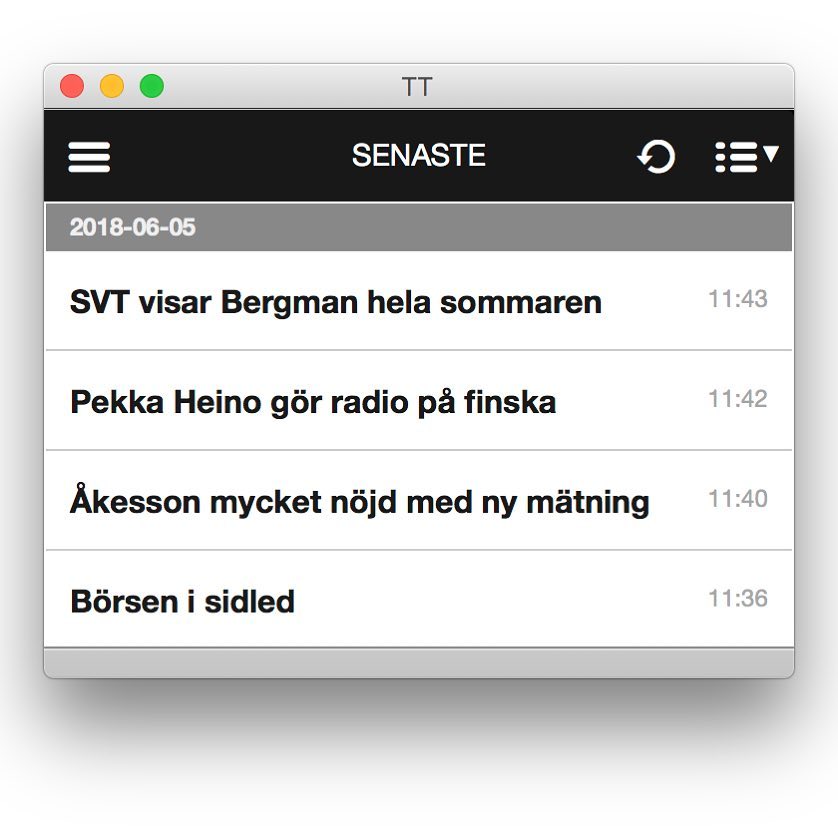 TT
SENASTE
2018-06-05
SVT visar Bergman hela sommaren 11:43
Pekka Heino gör radio på finska 11:42
Åkesson mycket nöjd med ny mätning 11:40
Börsen i sidled 11:36